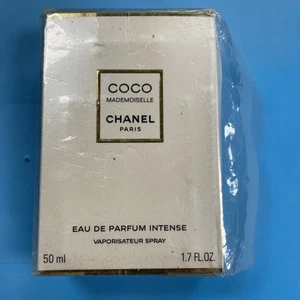 COCO
MADEMOISELLE
CHANEL
PARIS
EAU DE PARFUM INTENSE
VAPORISATEUR SPRAY
50 ml 1.7 FL.OZ.